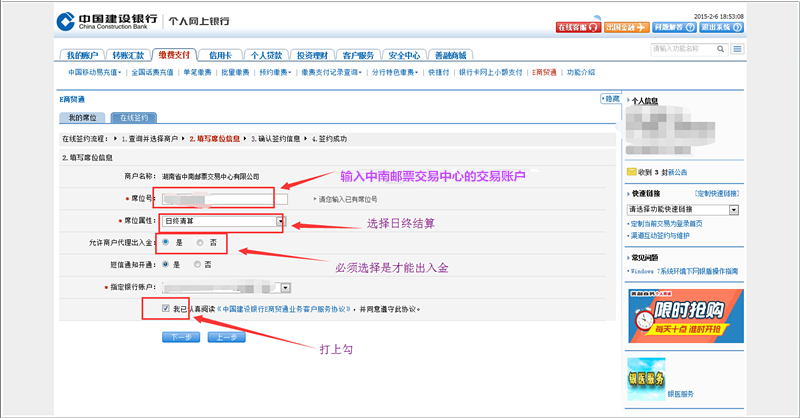 中国建设银行 个人网上银行
China Construction Bank
2015-2-6 18:53:08
在线客服 出国金融 问题解答 退出系统
我的账户 转账汇款 缴费支付 信用卡 个人贷款 投资理财 客户服务 安全中心 善融商城
请输入功能名称
中国移动易充值 全国话费充值 单笔缴费 批量缴费 预约缴费 缴费支付记录查询 分行特色缴费 快捷付 银行卡网上小额支付 E商贸通 功能介绍
E商贸通
隐藏
我的席位 在线签约
在线签约流程: 1.查询并选择商户 2.填写席位信息 3.确认签约信息 4.签约成功
2.填写席位信息
商户名称: 湖南省中南邮票交易中心有限公司
输入中南邮票交易中心的交易账户
* 席位号: 请您输入已有席位号
* 席位属性: 日终清算
选择日终结算
允许商户代理出入金: 是 否
必须选择是才能出入金
短信通知开通: 是 否
* 指定银行账户:
我已认真阅读《中国建设银行E商贸通业务客户服务协议》,并同意遵守此协议。
下一步 上一步
打上勾
个人信息
收到 3 封新公告
快速链接 [定制快速链接]
请选择功能快速链接
定制当前交易为登录首页
渠道互动签约与维护
常见问题
Windows 7系统环境下网银盾操作指南
限时抢购
每天十点 准时开抢
银医服务
银医服务